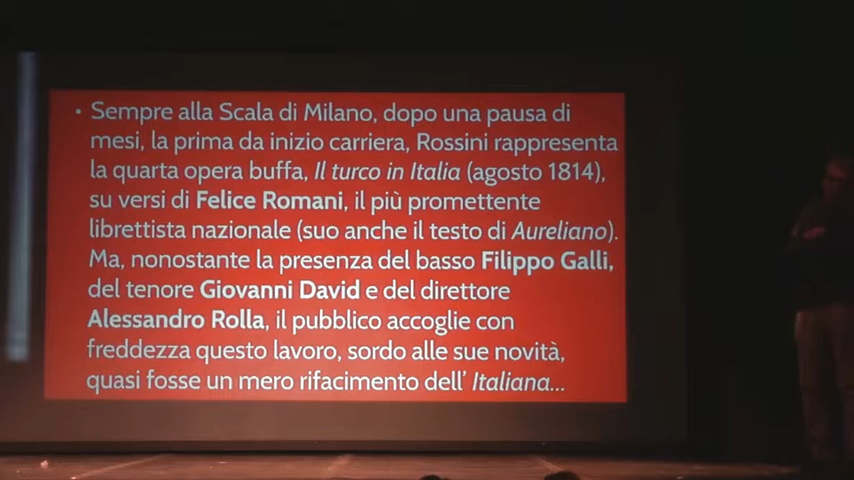 • Sempre alla Scala di Milano, dopo una pausa di
mesi, la prima da inizio carriera, Rossini rappresenta
la quarta opera buffa, Il turco in Italia (agosto 1814),
su versi di Felice Romani, il più promettente
librettista nazionale (suo anche il testo di Aureliano).
Ma, nonostante la presenza del basso Filippo Galli,
del tenore Giovanni David e del direttore
Alessandro Rolla, il pubblico accoglie con
freddezza questo lavoro, sordo alle sue novità,
quasi fosse un mero rifacimento dell' Italiana...